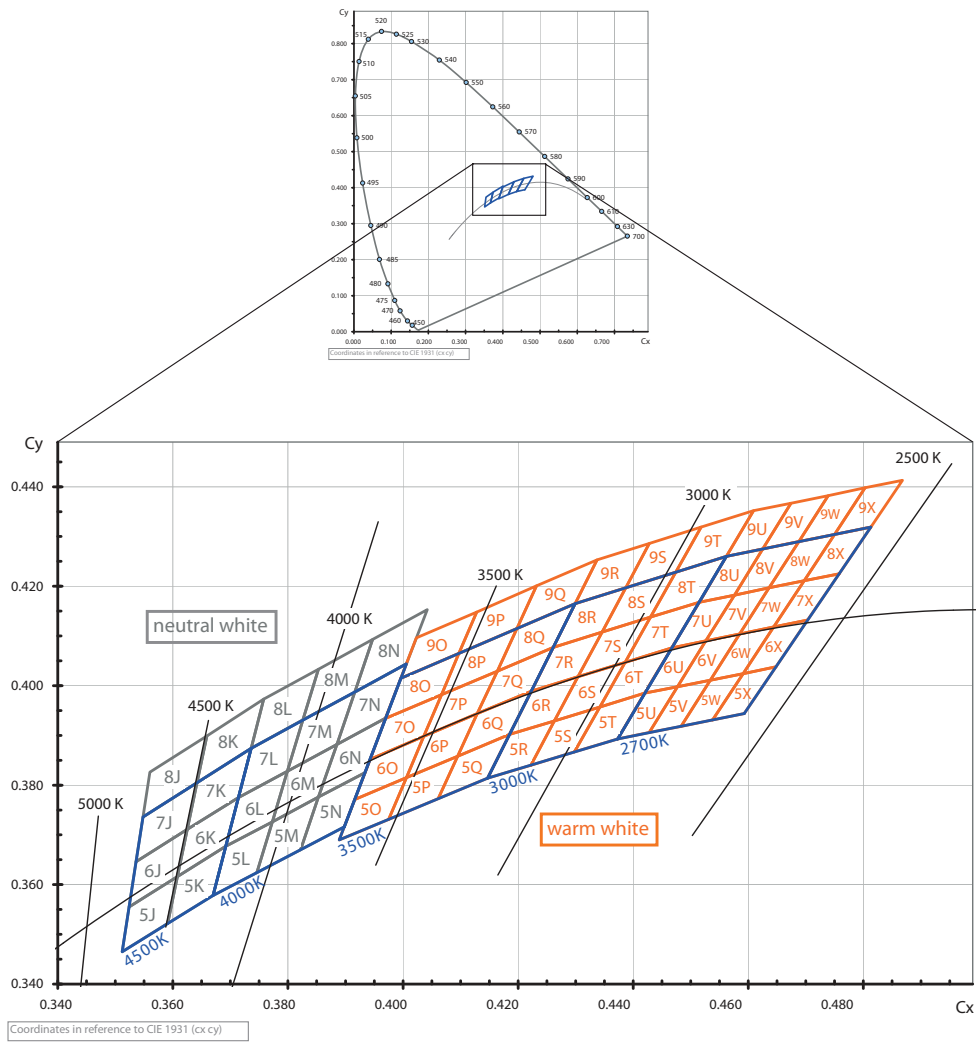 Cy
520
515
525
530
0.800
540
510
0.700
550
505
0.600
560
570
500
0.500
580
495
590
0.400
600
610
490
0.300
630
700
485
0.200
480
475
0.100
470
460
450
0.000
0.000 0.100 0.200 0.300 0.400 0.500 0.600 0.700 Cx
Coordinates in reference to CIE 1931 (cx cy)
Cy
2500 K
0.440
3000 K
9X
9W
9V
9U
9T
9S
9R
9Q
9P
9O
3500 K
0.420
8X
8W
8V
8U
8T
8S
8R
8Q
8P
8O
8N
8M
8L
8K
8J
neutral white
4000 K
4500 K
0.400
7X
7W
7V
7U
7T
7S
7R
7Q
7P
7O
7N
7M
7L
7K
7J
6X
6W
6V
6U
6T
6S
6R
6Q
6P
6O
6N
6M
6L
6K
6J
0.380
5000 K
5X
5W
5V
5U
5T
5S
5R
5Q
5P
5O
5N
5M
5L
5K
5J
2700K
3000K
3500K
4000K
4500K
warm white
0.360
0.340
0.340 0.360 0.380 0.400 0.420 0.440 0.460 0.480 Cx
Coordinates in reference to CIE 1931 (cx cy)